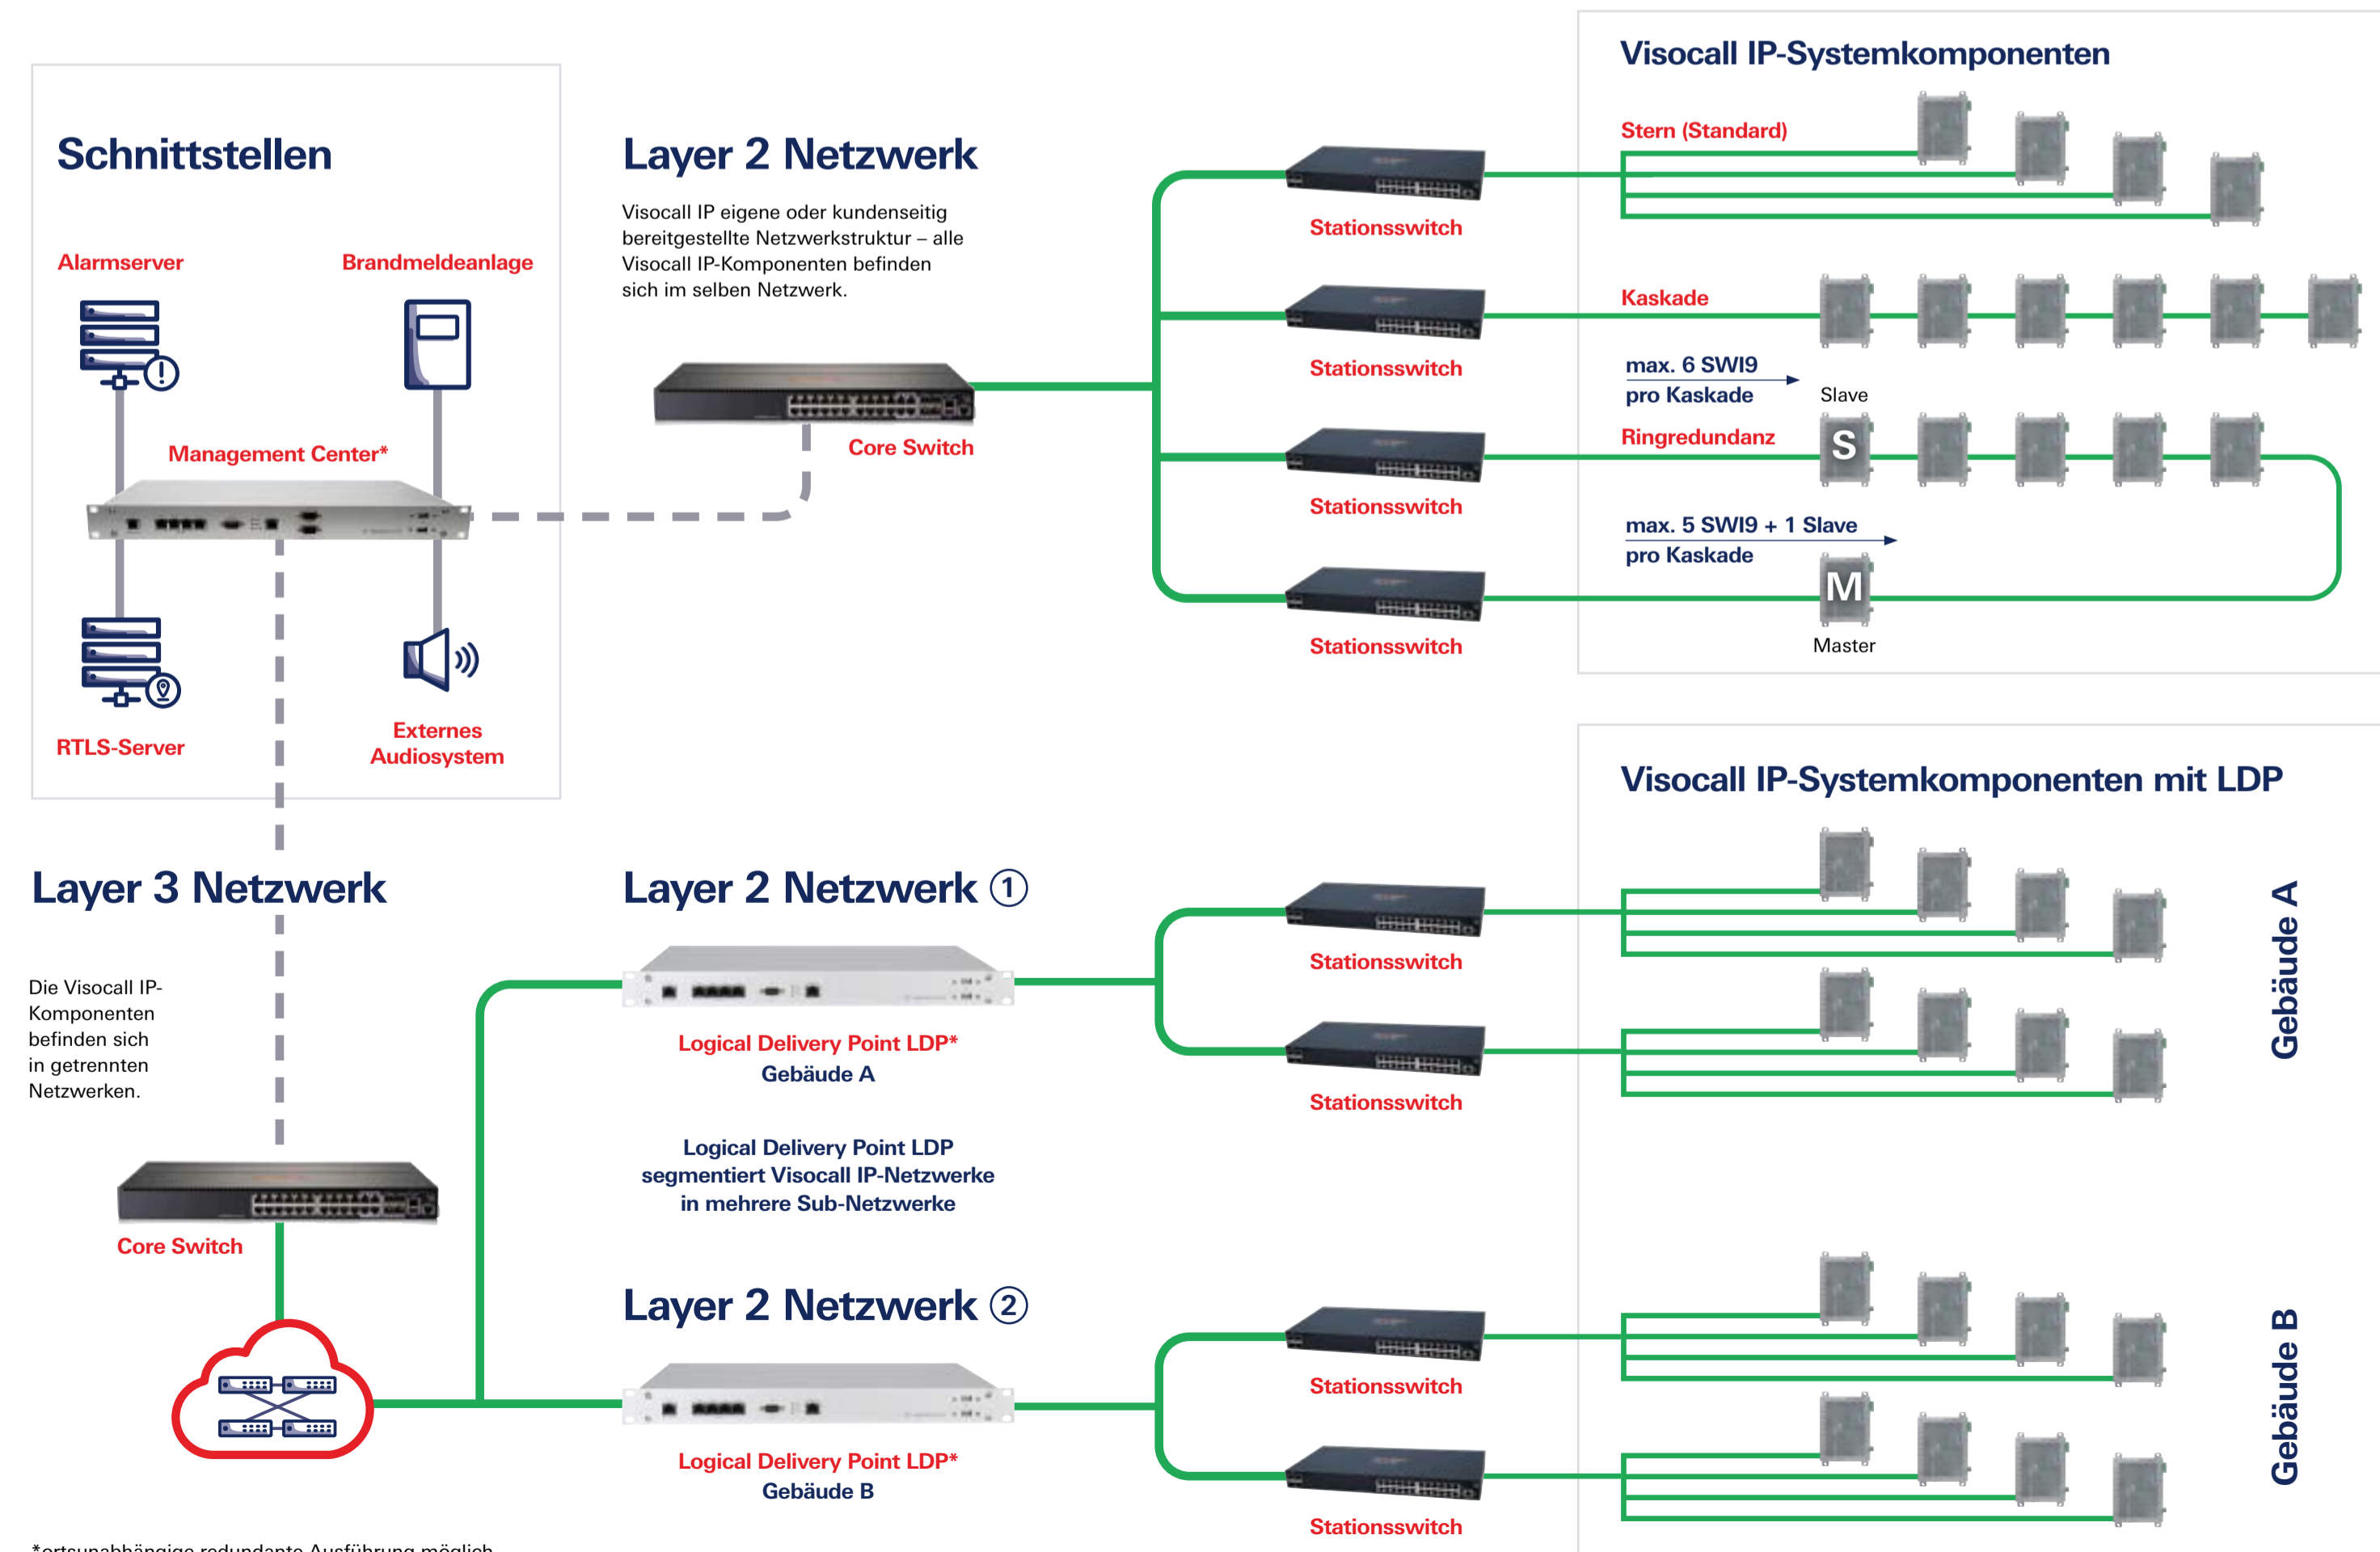 Schnittstellen
Alarmserver
Brandmeldeanlage
Management Center*
RTLS-Server
Externes
Audiosystem
Layer 2 Netzwerk
Visocall IP eigene oder kundenseitig
bereitgestellte Netzwerkstruktur – alle
Visocall IP-Komponenten befinden
sich im selben Netzwerk.
Core Switch
Stationsswitch
Stationsswitch
Stationsswitch
Stationsswitch
Visocall IP-Systemkomponenten
Stern (Standard)
Kaskade
max. 6 SWI9
pro Kaskade
Slave
Ringredundanz
S
max. 5 SWI9 + 1 Slave
pro Kaskade
M
Master
Layer 3 Netzwerk
Die Visocall IP-
Komponenten
befinden sich
in getrennten
Netzwerken.
Core Switch
Layer 2 Netzwerk ①
Logical Delivery Point LDP*
Gebäude A
Logical Delivery Point LDP
segmentiert Visocall IP-Netzwerke
in mehrere Sub-Netzwerke
Layer 2 Netzwerk ②
Logical Delivery Point LDP*
Gebäude B
Stationsswitch
Stationsswitch
Stationsswitch
Stationsswitch
Visocall IP-Systemkomponenten mit LDP
Gebäude A
Gebäude B
*ortsunabhängige redundante Ausführung möglich